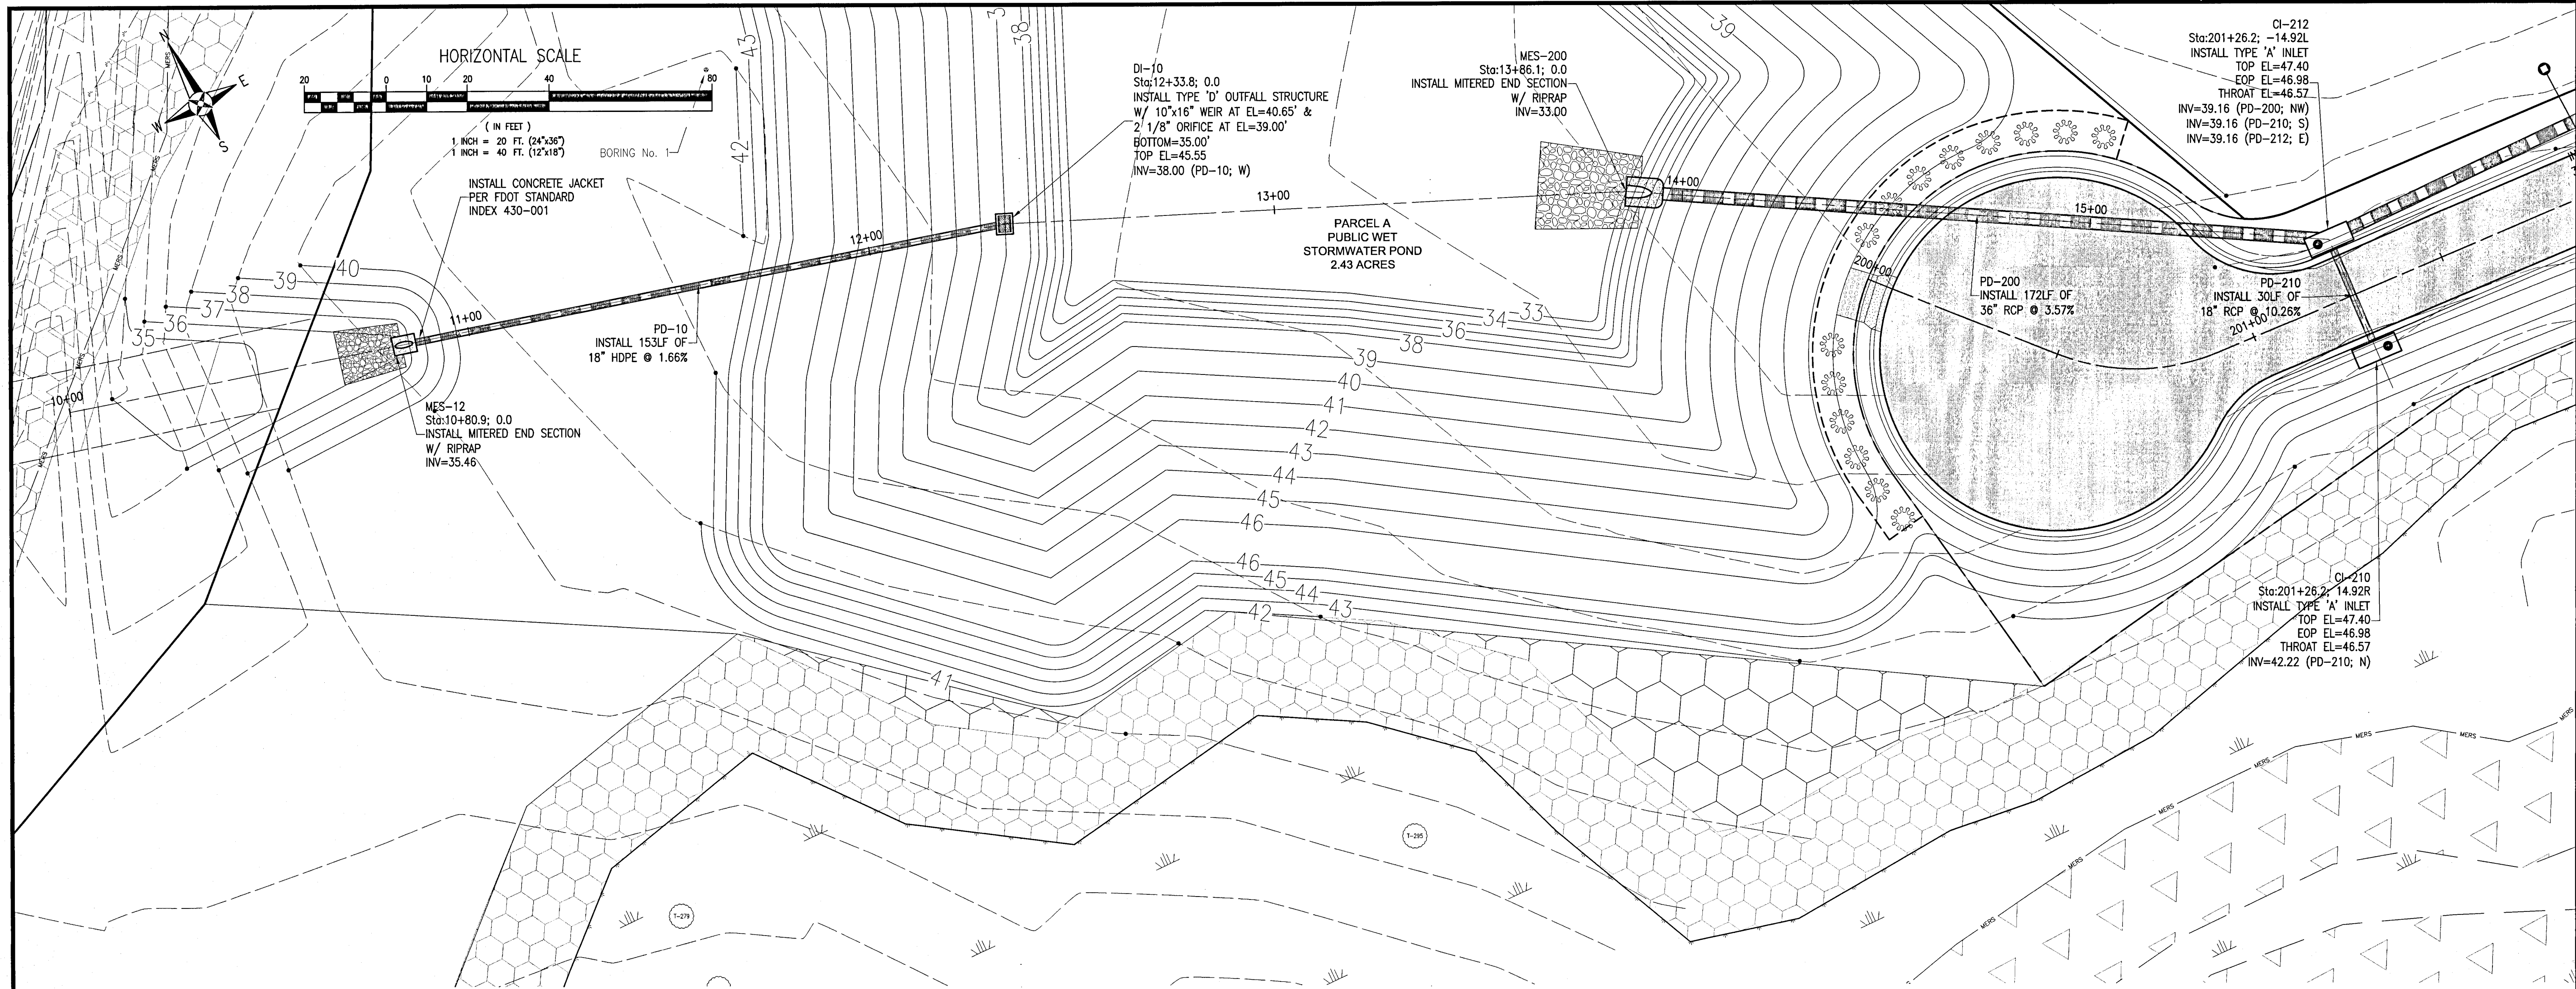 HORIZONTAL SCALE
20 0 10 20 40 80
( IN FEET )
1 INCH = 20 FT. (24"x36")
1 INCH = 40 FT. (12"x18")
N
E
W
S
BORING No. 1
INSTALL CONCRETE JACKET
PER FDOT STANDARD
INDEX 430-001
DI-10
Sta:12+33.8; 0.0
INSTALL TYPE 'D' OUTFALL STRUCTURE
W/ 10"x16" WEIR AT EL=40.65' &
2 1/8" ORIFICE AT EL=39.00'
BOTTOM=35.00'
TOP EL=45.55
INV=38.00 (PD-10; W)
MES-200
Sta:13+86.1; 0.0
INSTALL MITERED END SECTION
W/ RIPRAP
INV=33.00
CI-212
Sta:201+26.2; -14.92L
INSTALL TYPE 'A' INLET
TOP EL=47.40
EOP EL=46.98
THROAT EL=46.57
INV=39.16 (PD-200; NW)
INV=39.16 (PD-210; S)
INV=39.16 (PD-212; E)
PARCEL A
PUBLIC WET
STORMWATER POND
2.43 ACRES
PD-10
INSTALL 153LF OF
18" HDPE @ 1.66%
MES-12
Sta:10+80.9; 0.0
INSTALL MITERED END SECTION
W/ RIPRAP
INV=35.46
PD-200
INSTALL 172LF OF
36" RCP @ 3.57%
PD-210
INSTALL 30LF OF
18" RCP @ 10.26%
CI-210
Sta:201+26.2; 14.92R
INSTALL TYPE 'A' INLET
TOP EL=47.40
EOP EL=46.98
THROAT EL=46.57
INV=42.22 (PD-210; N)
10+00
11+00
12+00
13+00
14+00
15+00
200+00
201+00
43
42
38
39
40
39
38
37
36
35
33
34
36
38
39
40
41
42
43
44
45
46
46
45
44
43
42
41
T-279
T-295
MERS
MERS
MERS
MERS
MERS
MERS
MERS
MERS
MERS
MERS
MERS
MERS